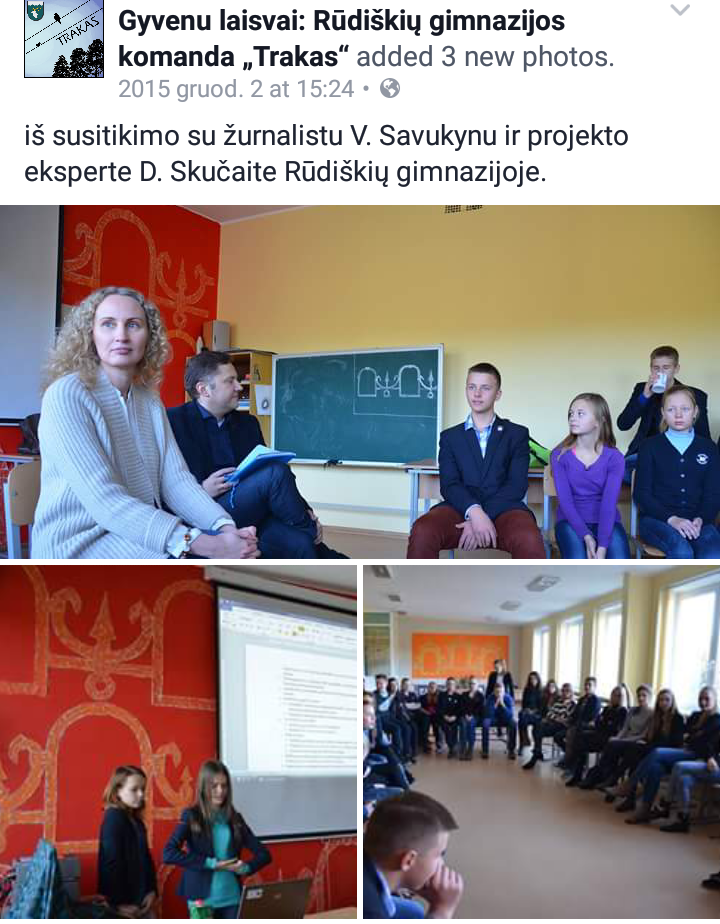 TRAKAS
Gyvenu laisvai: Rūdiškių gimnazijos
komanda „Trakas“ added 3 new photos.
2015 gruod. 2 at 15:24 •
iš susitikimo su žurnalistu V. Savukynu ir projekto
eksperte D. Skučaite Rūdiškių gimnazijoje.